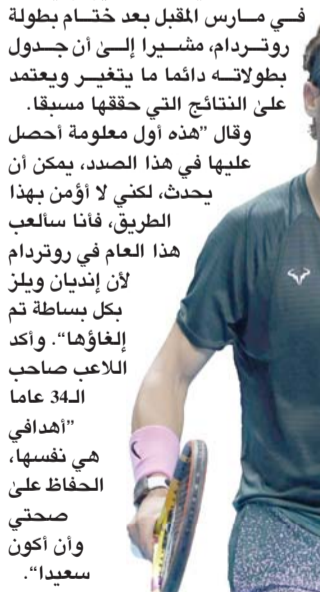 في مارس المقبل بعد ختام بطولة
روتردام، مشيرا إلى أن جدول
بطولاته دائما ما يتغير ويعتمد
على النتائج التي حققها مسبقا.
وقال ”هذه أول معلومة أحصل
عليها في هذا الصدد، يمكن أن
يحدث، لكني لا أؤمن بهذا
الطريق، فأنا سألعب
هذا العام في روتردام
لأن إنديان ويلز
بكل بساطة تم
إلغاؤها“. وأكد
اللاعب صاحب
الـ34 عاما
”أهدافي
هي نفسها،
الحفاظ على
صحتي
وأن أكون
سعيدا“.